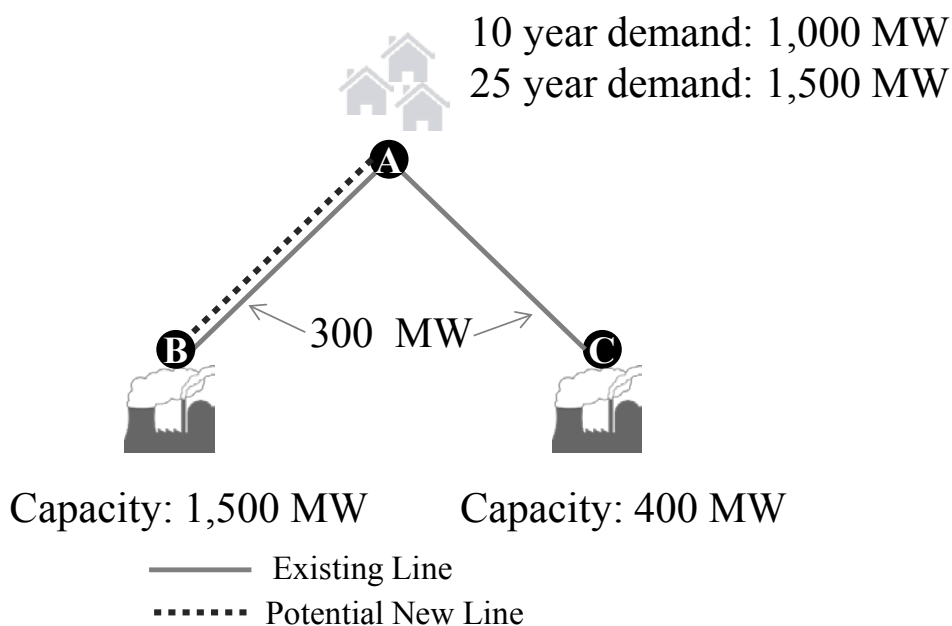 10 year demand: 1,000 MW
25 year demand: 1,500 MW
A
300 MW
B
C
Capacity: 1,500 MW
Capacity: 400 MW
Existing Line
Potential New Line